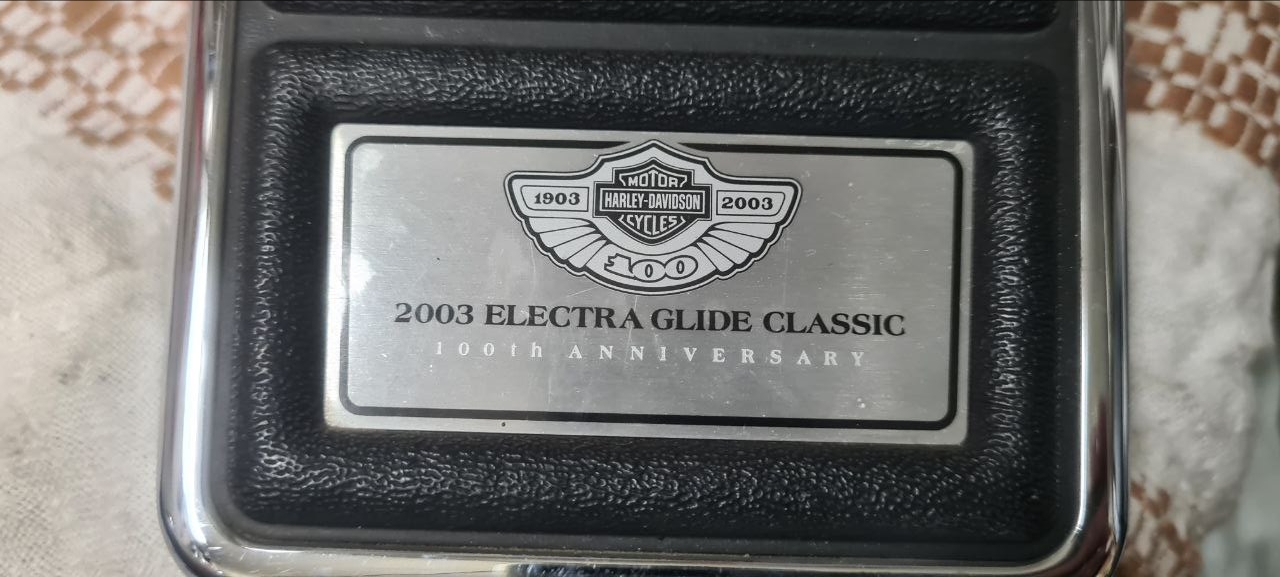 MOTOR
1903 HARLEY-DAVIDSON 2003
CYCLES
100
2003 ELECTRA GLIDE CLASSIC
100th ANNIVERSARY